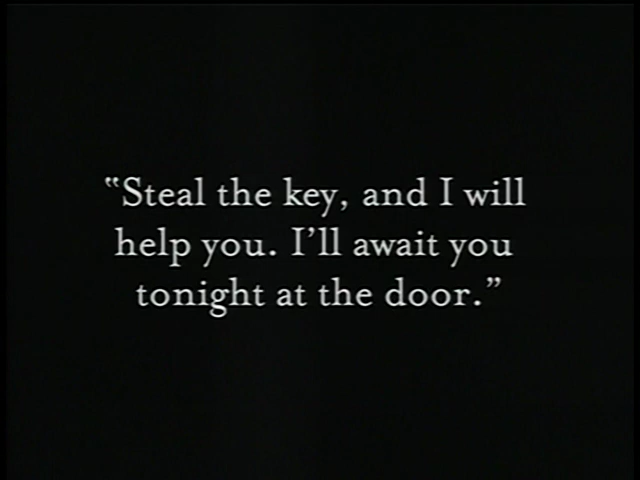 “Steal the key, and I will
help you. I’ll await you
tonight at the door.”